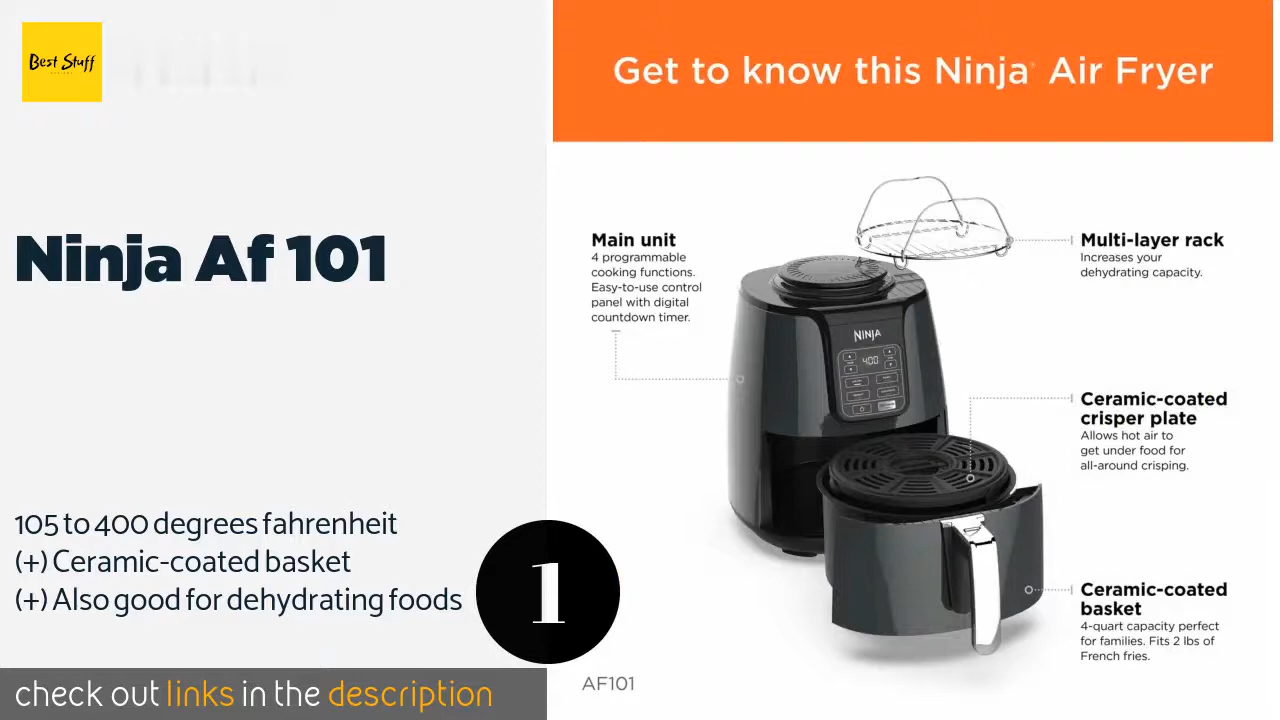 Best Stuff
Get to know this Ninja® Air Fryer
Ninja Af 101
Main unit
4 programmable
cooking functions.
Easy-to-use control
panel with digital
countdown timer.
Multi-layer rack
Increases your
dehydrating capacity.
NINJA
400
Ceramic-coated
crisper plate
Allows hot air to
get under food for
all-around crisping.
Ceramic-coated
basket
4-quart capacity perfect
for families. Fits 2 lbs of
French fries.
105 to 400 degrees fahrenheit
(+) Ceramic-coated basket
(+) Also good for dehydrating foods
1
check out links in the description
AF101